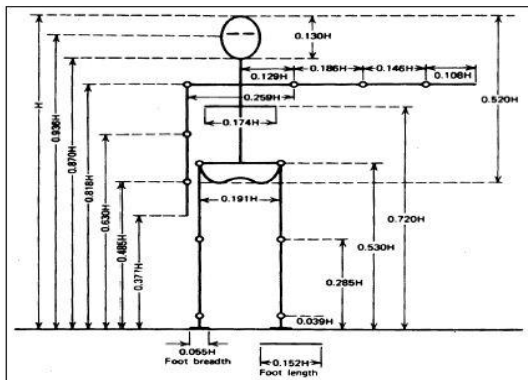 0.130H
0.186H
0.146H
0.108H
0.129H
0.259H
0.520H
0.174H
H
0.936H
0.870H
0.818H
0.630H
0.485H
0.377H
0.191H
0.720H
0.530H
0.285H
0.039H
0.055H
Foot breadth
0.152H
Foot length